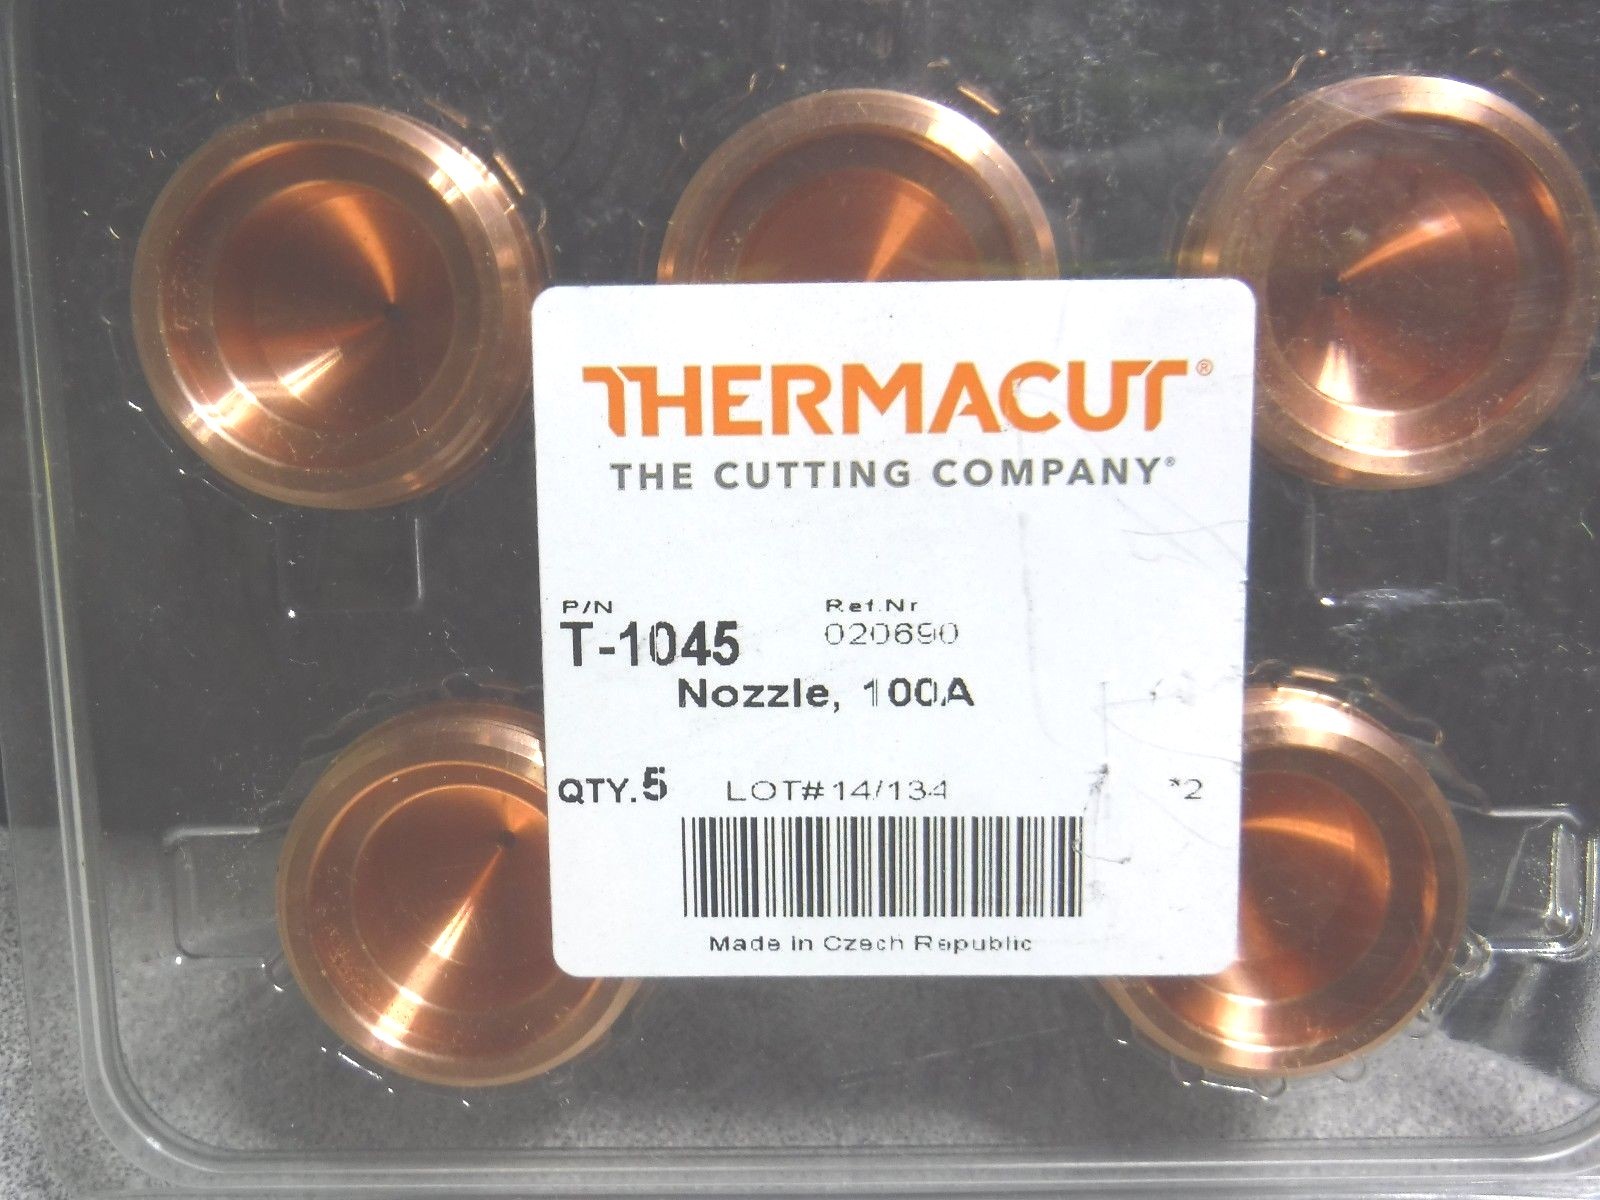 THERMACUT®
THE CUTTING COMPANY®
P/N Ref.Nr
T-1045 020690
Nozzle, 100A
QTY.5 LOT#14/134 *2
Made in Czech Republic